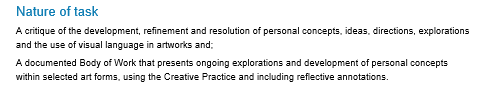 Nature of task
A critique of the development, refinement and resolution of personal concepts, ideas, directions, explorations
and the use of visual language in artworks and;
A documented Body of Work that presents ongoing explorations and development of personal concepts
within selected art forms, using the Creative Practice and including reflective annotations.